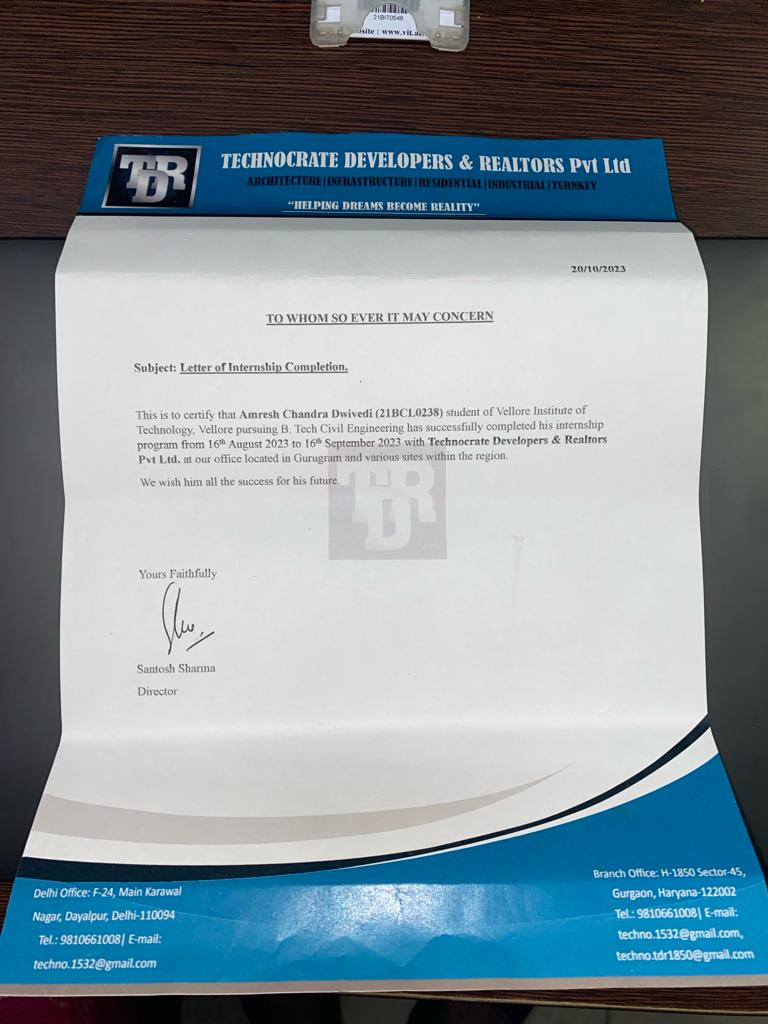 21BIT0546
site : www.vit.ac.
TDR
TECHNOCRATE DEVELOPERS & REALTORS Pvt Ltd
ARCHITECTURE|INFRASTRUCTURE|RESIDENTIAL|INDUSTRIAL|TURNKEY
“HELPING DREAMS BECOME REALITY”
20/10/2023
TO WHOM SO EVER IT MAY CONCERN
Subject: Letter of Internship Completion.
This is to certify that Amresh Chandra Dwivedi (21BCL0238) student of Vellore Institute of
Technology, Vellore pursuing B. Tech Civil Engineering has successfully completed his internship
program from 16th August 2023 to 16th September 2023 with Technocrate Developers & Realtors
Pvt Ltd. at our office located in Gurugram and various sites within the region.
We wish him all the success for his future.
TDR
Yours Faithfully
Santosh Sharma
Director
Delhi Office: F-24, Main Karawal
Nagar, Dayalpur, Delhi-110094
Tel.: 9810661008| E-mail:
techno.1532@gmail.com
Branch Office: H-1850 Sector-45,
Gurgaon, Haryana-122002
Tel.: 9810661008| E-mail:
techno.1532@gmail.com,
techno.tdr1850@gmail.com